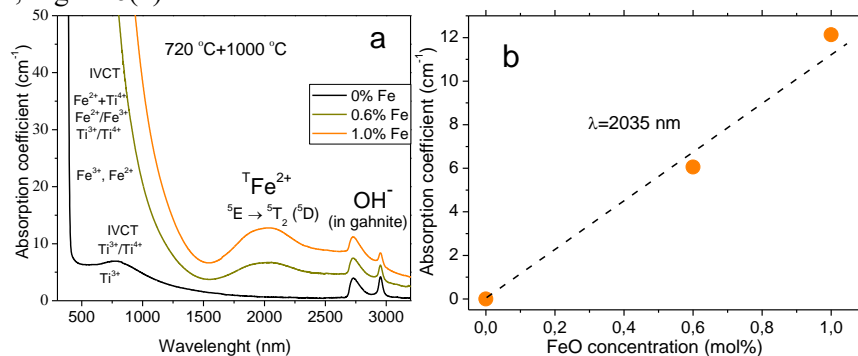 a
720 °C+1000 °C
IVCT
Fe²⁺+Ti⁴⁺
Fe²⁺/Fe³⁺
Ti³⁺/Ti⁴⁺
Fe³⁺, Fe²⁺
0% Fe
0.6% Fe
1.0% Fe
ᵀFe²⁺
⁵E → ⁵T₂ (⁵D)
OH⁻
(in gahnite)
IVCT
Ti³⁺/Ti⁴⁺
Ti³⁺
Absorption coefficient (cm⁻¹)
50
40
30
20
10
0
500 1000 1500 2000 2500 3000
Wavelenght (nm)
b
λ=2035 nm
Absorption coefficient (cm⁻¹)
12
10
8
6
4
2
0
0,0 0,2 0,4 0,6 0,8 1,0
FeO concentration (mol%)